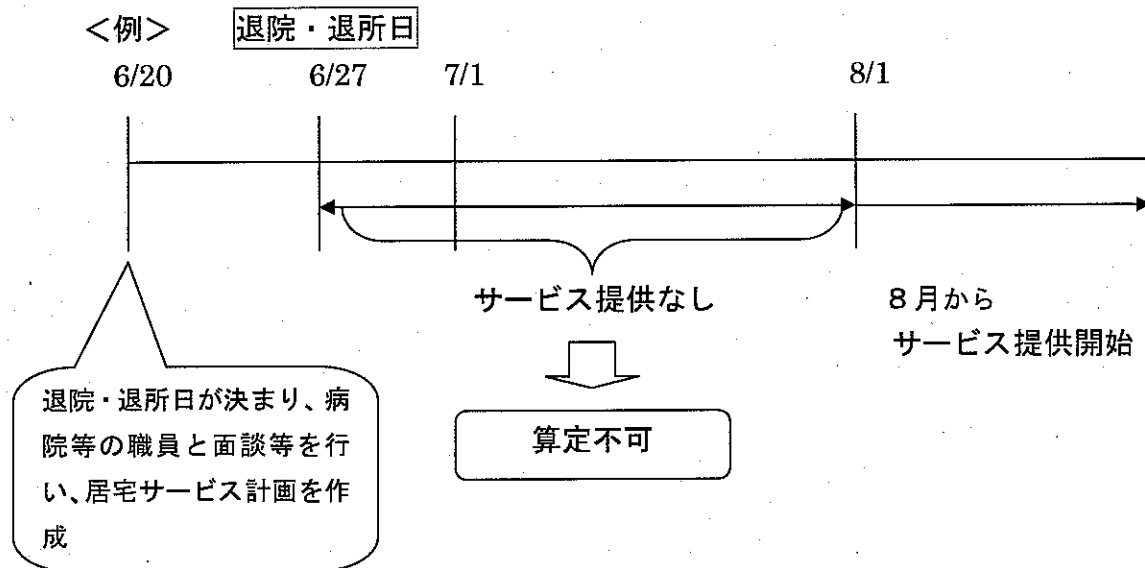 ＜例＞ 退院・退所日
6/20 6/27 7/1 8/1
サービス提供なし
8月から
サービス提供開始
算定不可
退院・退所日が決まり、病
院等の職員と面談等を行
い、居宅サービス計画を作
成